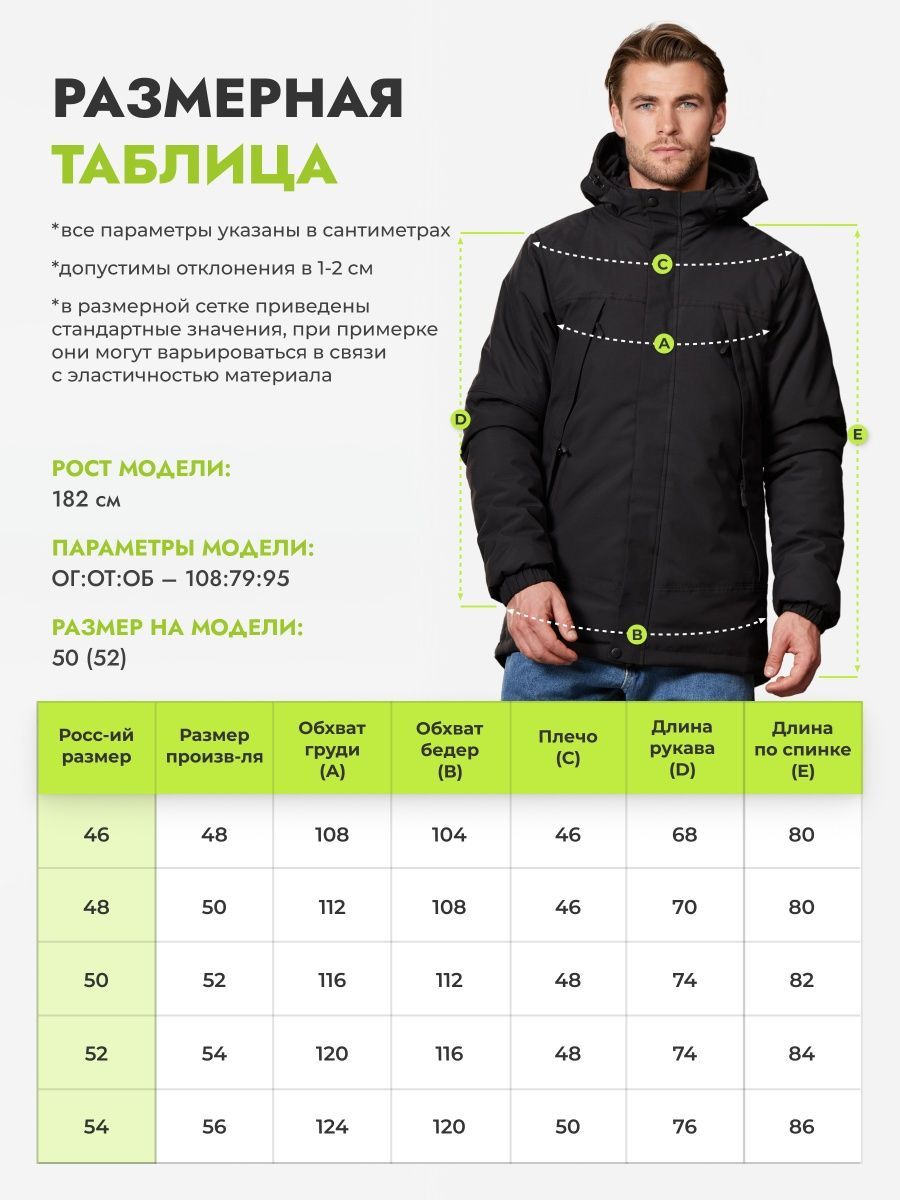 РАЗМЕРНАЯ
ТАБЛИЦА
*все параметры указаны в сантиметрах
*допустимы отклонения в 1-2 см
*в размерной сетке приведены
стандартные значения, при примерке
они могут варьироваться в связи
с эластичностью материала
РОСТ МОДЕЛИ:
182 см
ПАРАМЕТРЫ МОДЕЛИ:
ОГ:ОТ:ОБ – 108:79:95
РАЗМЕР НА МОДЕЛИ:
50 (52)
C
A
D
E
B
Росс-ий размер Размер произв-ля Обхват груди (A) Обхват бедер (B) Плечо (C) Длина рукава (D) Длина по спинке (E)
46 48 108 104 46 68 80
48 50 112 108 46 70 80
50 52 116 112 48 74 82
52 54 120 116 48 74 84
54 56 124 120 50 76 86